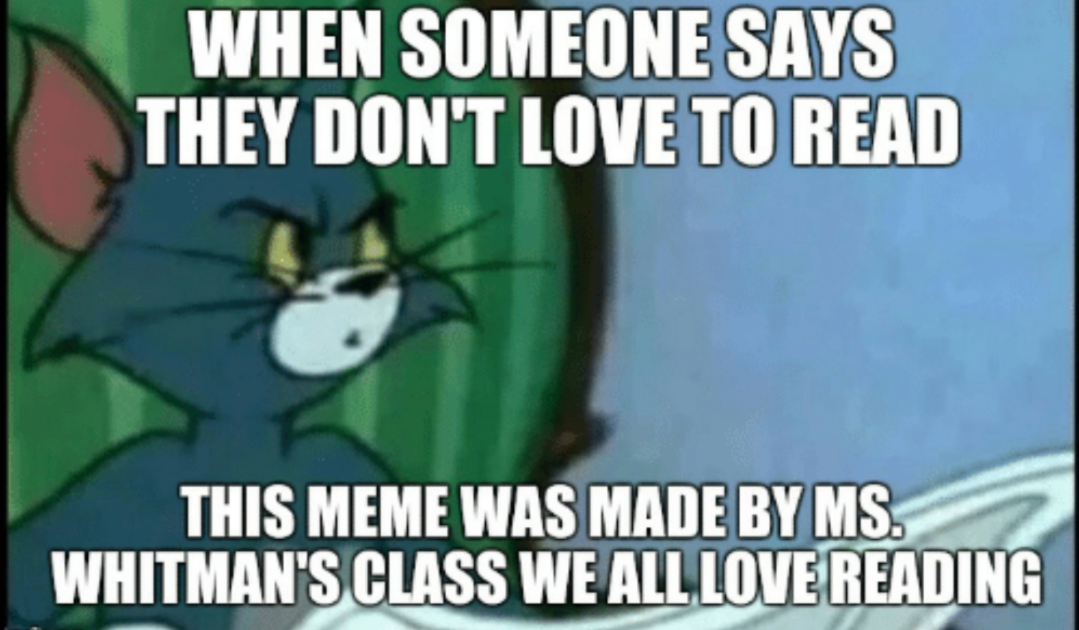 WHEN SOMEONE SAYS
THEY DON'T LOVE TO READ
THIS MEME WAS MADE BY MS.
WHITMAN'S CLASS WE ALL LOVE READING